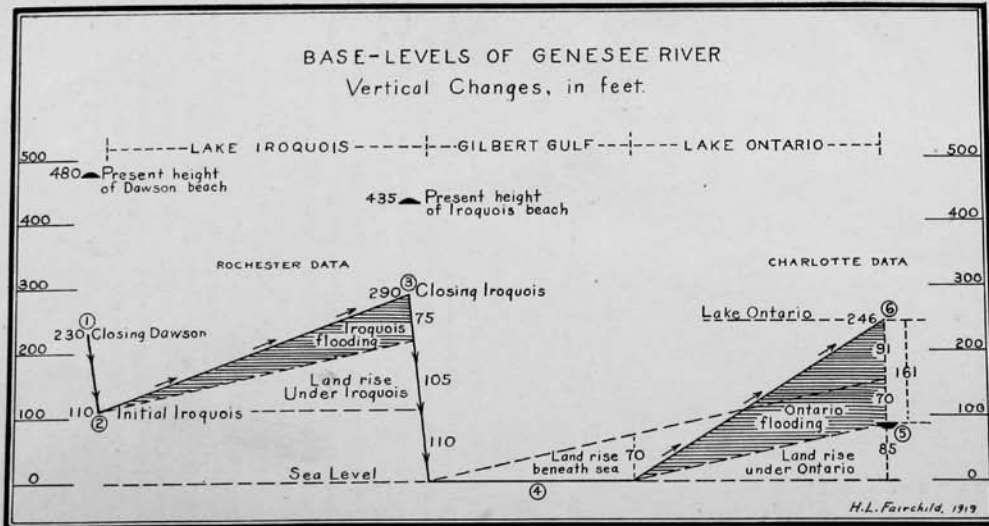 BASE-LEVELS OF GENESEE RIVER
Vertical Changes, in feet.
LAKE IROQUOIS
GILBERT GULF
LAKE ONTARIO
500
500
480
Present height
of Dawson beach
435
Present height
of Iroquois beach
400
400
ROCHESTER DATA
CHARLOTTE DATA
300
300
290
③
Closing Iroquois
75
①
230 Closing Dawson
Iroquois
flooding
Lake Ontario
246
⑥
200
200
91
161
Land rise
Under Iroquois
105
70
100
100
110
②
Initial Iroquois
Ontario
flooding
⑤
110
Land rise
beneath sea
70
Land rise
under Ontario
85
0
Sea Level
④
0
H.L. Fairchild, 1919